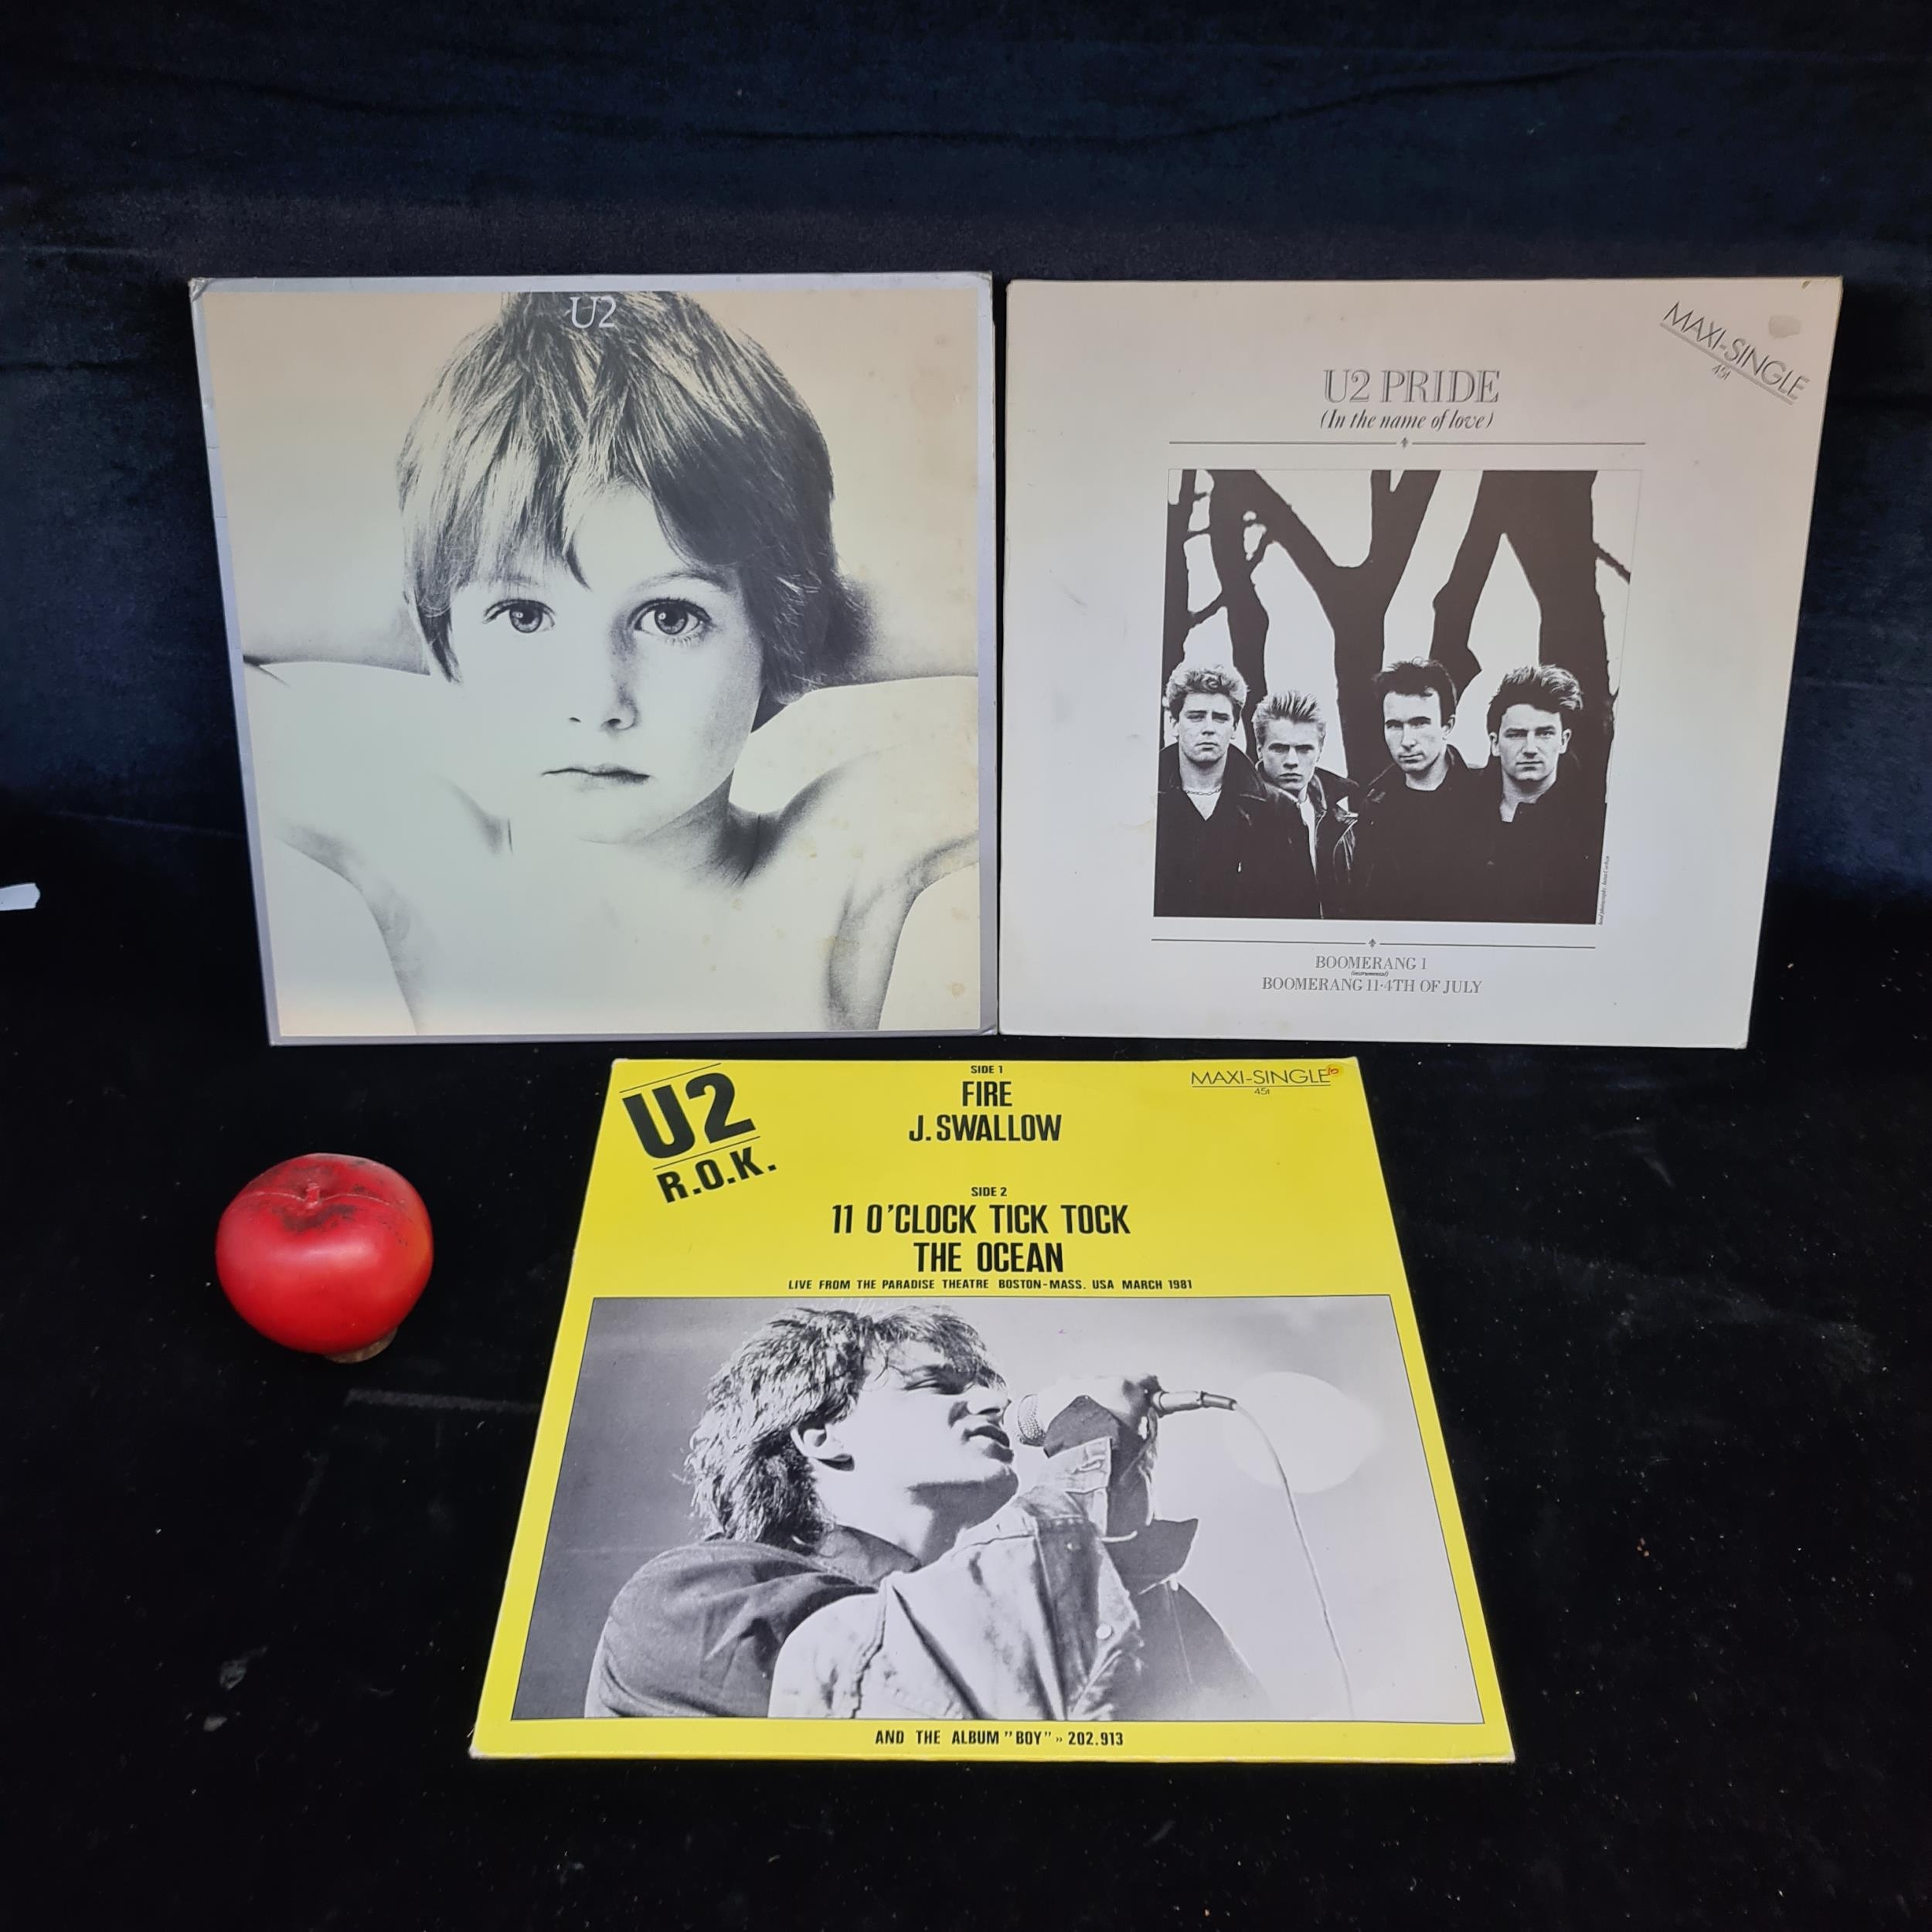 U2
MAXI-SINGLE
45t
U2 PRIDE
(In the name of love)
BOOMERANG 1
(instrumental)
BOOMERANG 11·4TH OF JULY
U2
R.O.K.
SIDE 1
FIRE
J. SWALLOW
MAXI-SINGLE
45t
SIDE 2
11 O'CLOCK TICK TOCK
THE OCEAN
LIVE FROM THE PARADISE THEATRE BOSTON-MASS. USA MARCH 1981
AND THE ALBUM "BOY" » 202.913